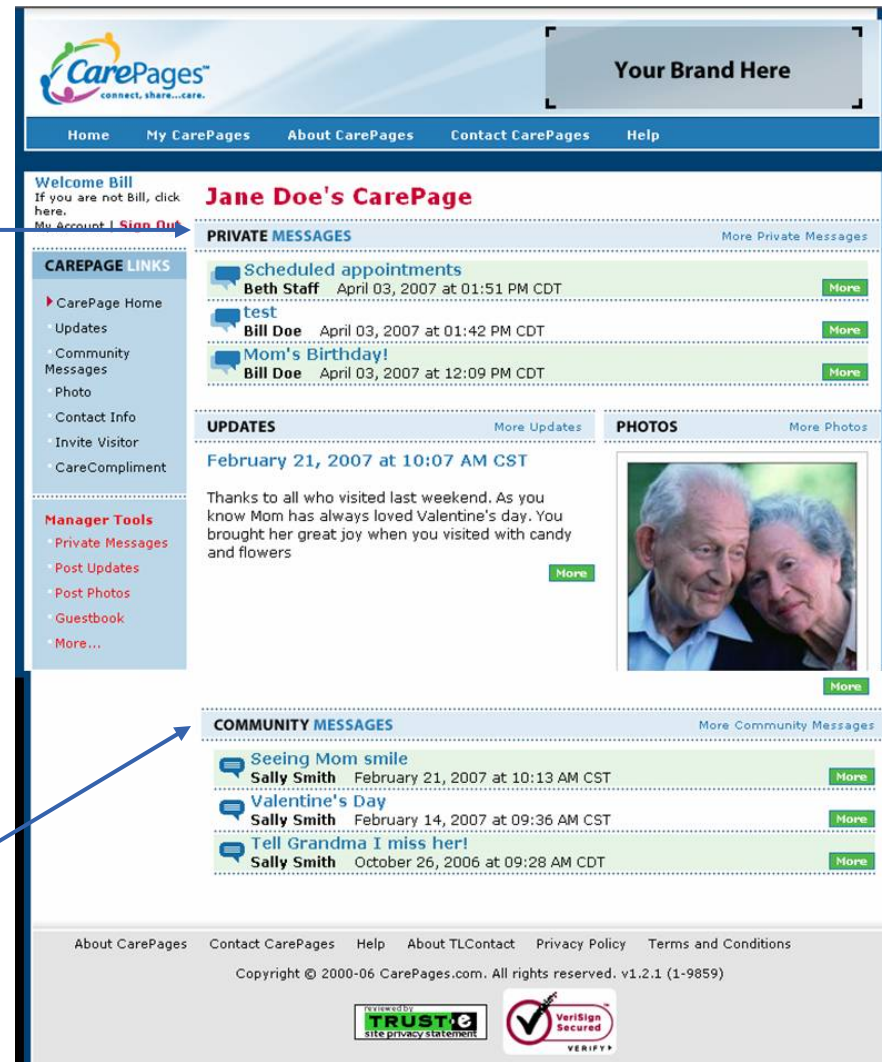 CarePages℠
connect, share...care.
Your Brand Here
Home My CarePages About CarePages Contact CarePages Help
Welcome Bill
If you are not Bill, click
here.
My Account | Sign Out
CAREPAGE LINKS
CarePage Home
Updates
Community
Messages
Photo
Contact Info
Invite Visitor
CareCompliment
Manager Tools
Private Messages
Post Updates
Post Photos
Guestbook
More...
Jane Doe's CarePage
PRIVATE MESSAGES More Private Messages
Scheduled appointments
Beth Staff April 03, 2007 at 01:51 PM CDT More
test
Bill Doe April 03, 2007 at 01:42 PM CDT More
Mom's Birthday!
Bill Doe April 03, 2007 at 12:09 PM CDT More
UPDATES More Updates
February 21, 2007 at 10:07 AM CST
Thanks to all who visited last weekend. As you
know Mom has always loved Valentine's day. You
brought her great joy when you visited with candy
and flowers
More
PHOTOS More Photos
More
COMMUNITY MESSAGES More Community Messages
Seeing Mom smile
Sally Smith February 21, 2007 at 10:13 AM CST More
Valentine's Day
Sally Smith February 14, 2007 at 09:36 AM CST More
Tell Grandma I miss her!
Sally Smith October 26, 2006 at 09:28 AM CDT More
About CarePages Contact CarePages Help About TLContact Privacy Policy Terms and Conditions
Copyright © 2000-06 CarePages.com. All rights reserved. v1.2.1 (1-9859)
reviewed by
TRUST-e
site privacy statement
VeriSign
Secured
VERIFY